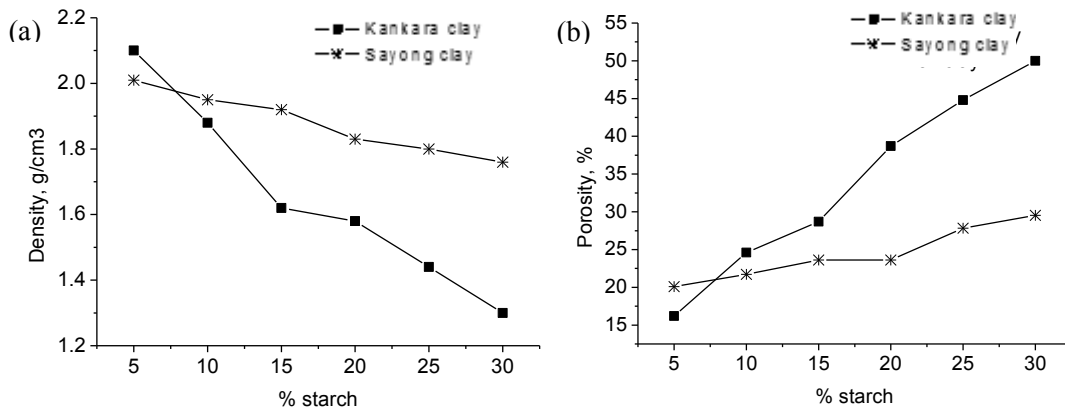 (a)
Kankara clay
Sayong clay
2.2
2.0
1.8
1.6
1.4
1.2
Density, g/cm3
5 10 15 20 25 30
% starch
(b)
Kankara clay
Sayong clay
55
50
45
40
35
30
25
20
15
Porosity, %
5 10 15 20 25 30
% starch